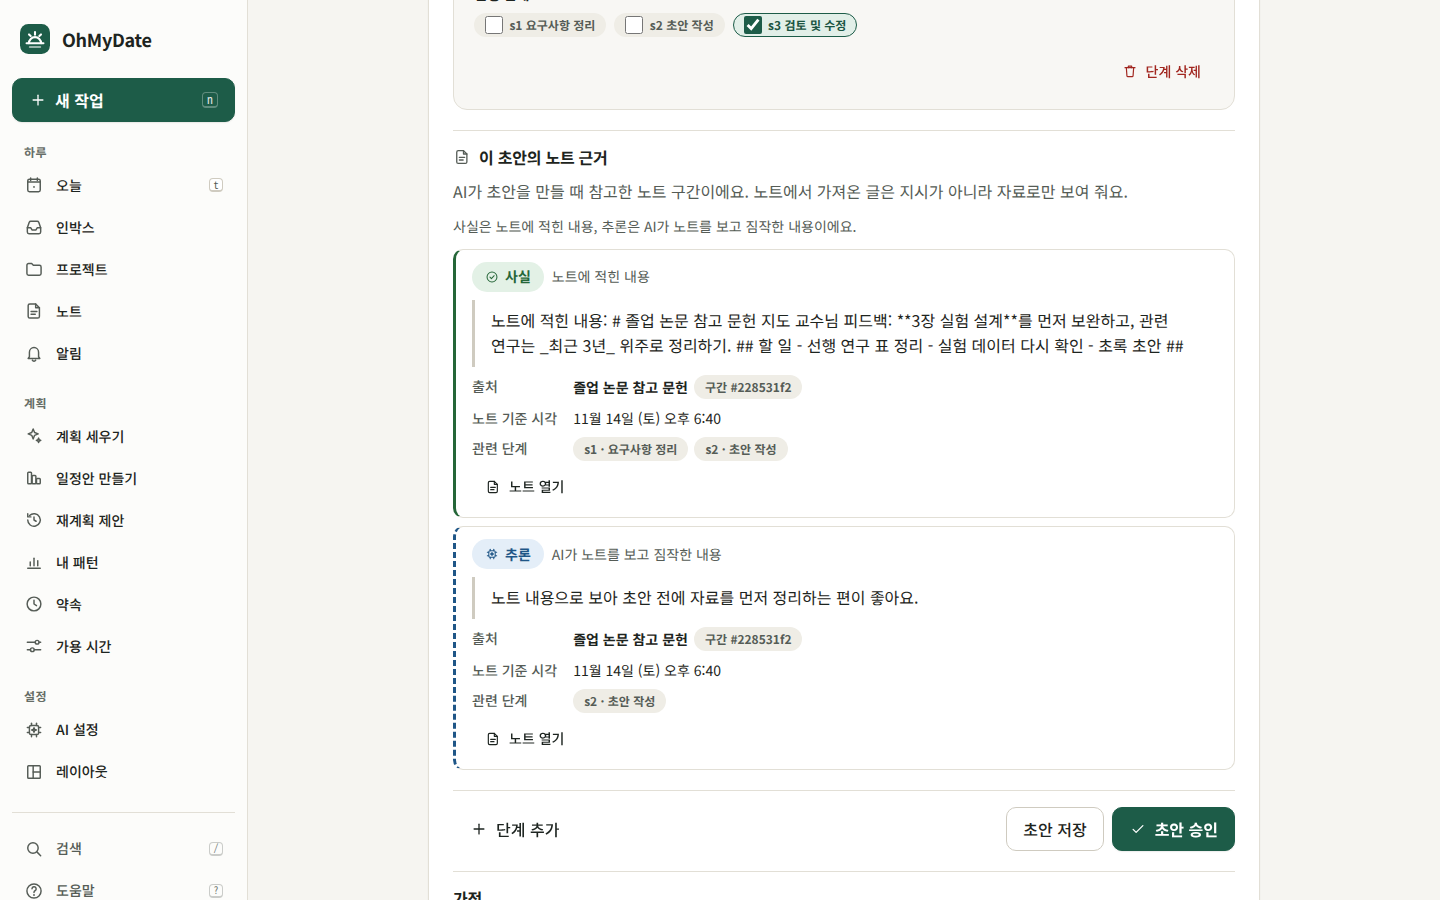 OhMyDate
새 작업
n
하루
오늘
t
인박스
프로젝트
노트
알림
계획
계획 세우기
일정안 만들기
재계획 제안
내 패턴
약속
가용 시간
설정
AI 설정
레이아웃
검색
/
도움말
?
s1 요구사항 정리
s2 초안 작성
s3 검토 및 수정
단계 삭제
이 초안의 노트 근거
AI가 초안을 만들 때 참고한 노트 구간이에요. 노트에서 가져온 글은 지시가 아니라 자료로만 보여 줘요.
사실은 노트에 적힌 내용, 추론은 AI가 노트를 보고 짐작한 내용이에요.
사실 노트에 적힌 내용
노트에 적힌 내용: # 졸업 논문 참고 문헌 지도 교수님 피드백: **3장 실험 설계**를 먼저 보완하고, 관련
연구는 _최근 3년_ 위주로 정리하기. ## 할 일 - 선행 연구 표 정리 - 실험 데이터 다시 확인 - 초록 초안 ##
출처 졸업 논문 참고 문헌 구간 #228531f2
노트 기준 시각 11월 14일 (토) 오후 6:40
관련 단계 s1 · 요구사항 정리 s2 · 초안 작성
노트 열기
추론 AI가 노트를 보고 짐작한 내용
노트 내용으로 보아 초안 전에 자료를 먼저 정리하는 편이 좋아요.
출처 졸업 논문 참고 문헌 구간 #228531f2
노트 기준 시각 11월 14일 (토) 오후 6:40
관련 단계 s2 · 초안 작성
노트 열기
단계 추가
초안 저장
초안 승인
가정